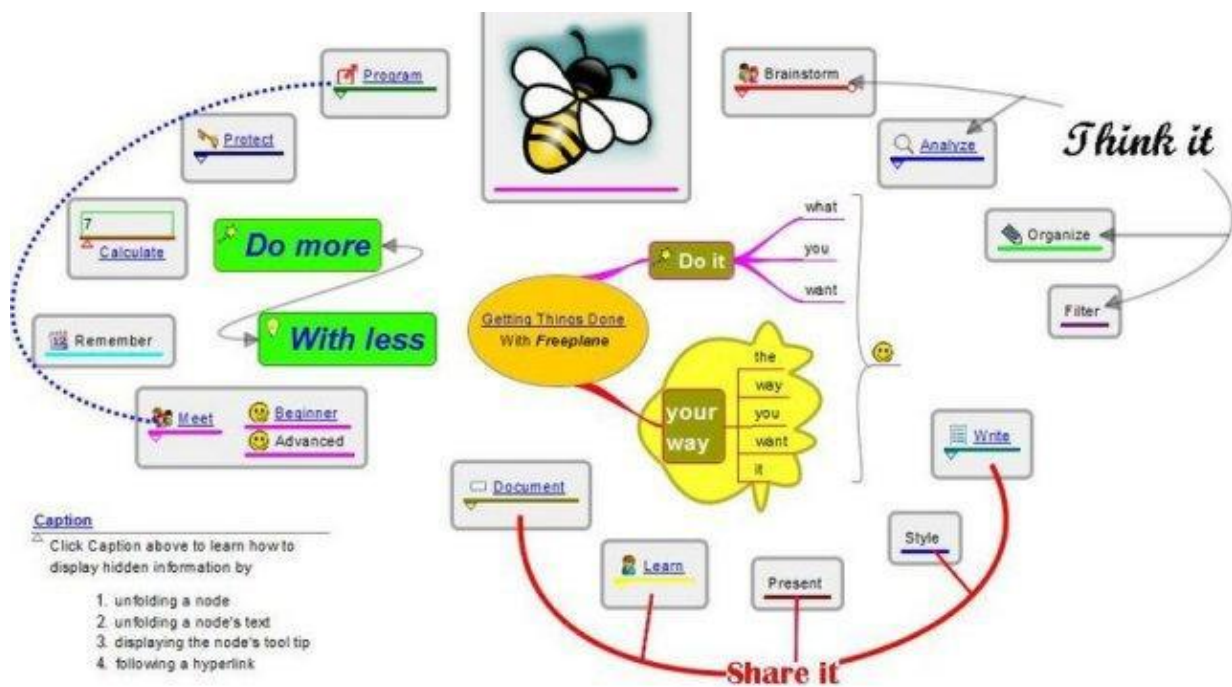 Program
Brainstorm
Think it
Protect
Analyze
7
Calculate
Do more
what
Do it
you
want
Organize
Filter
Getting Things Done
With Freeplane
With less
Remember
the
way
your
way
you
want
it
Meet
Beginner
Advanced
Write
Document
Style
Learn
Present
Share it
Caption
Click Caption above to learn how to
display hidden information by
1. unfolding a node
2. unfolding a node's text
3. displaying the node's tool tip
4. following a hyperlink